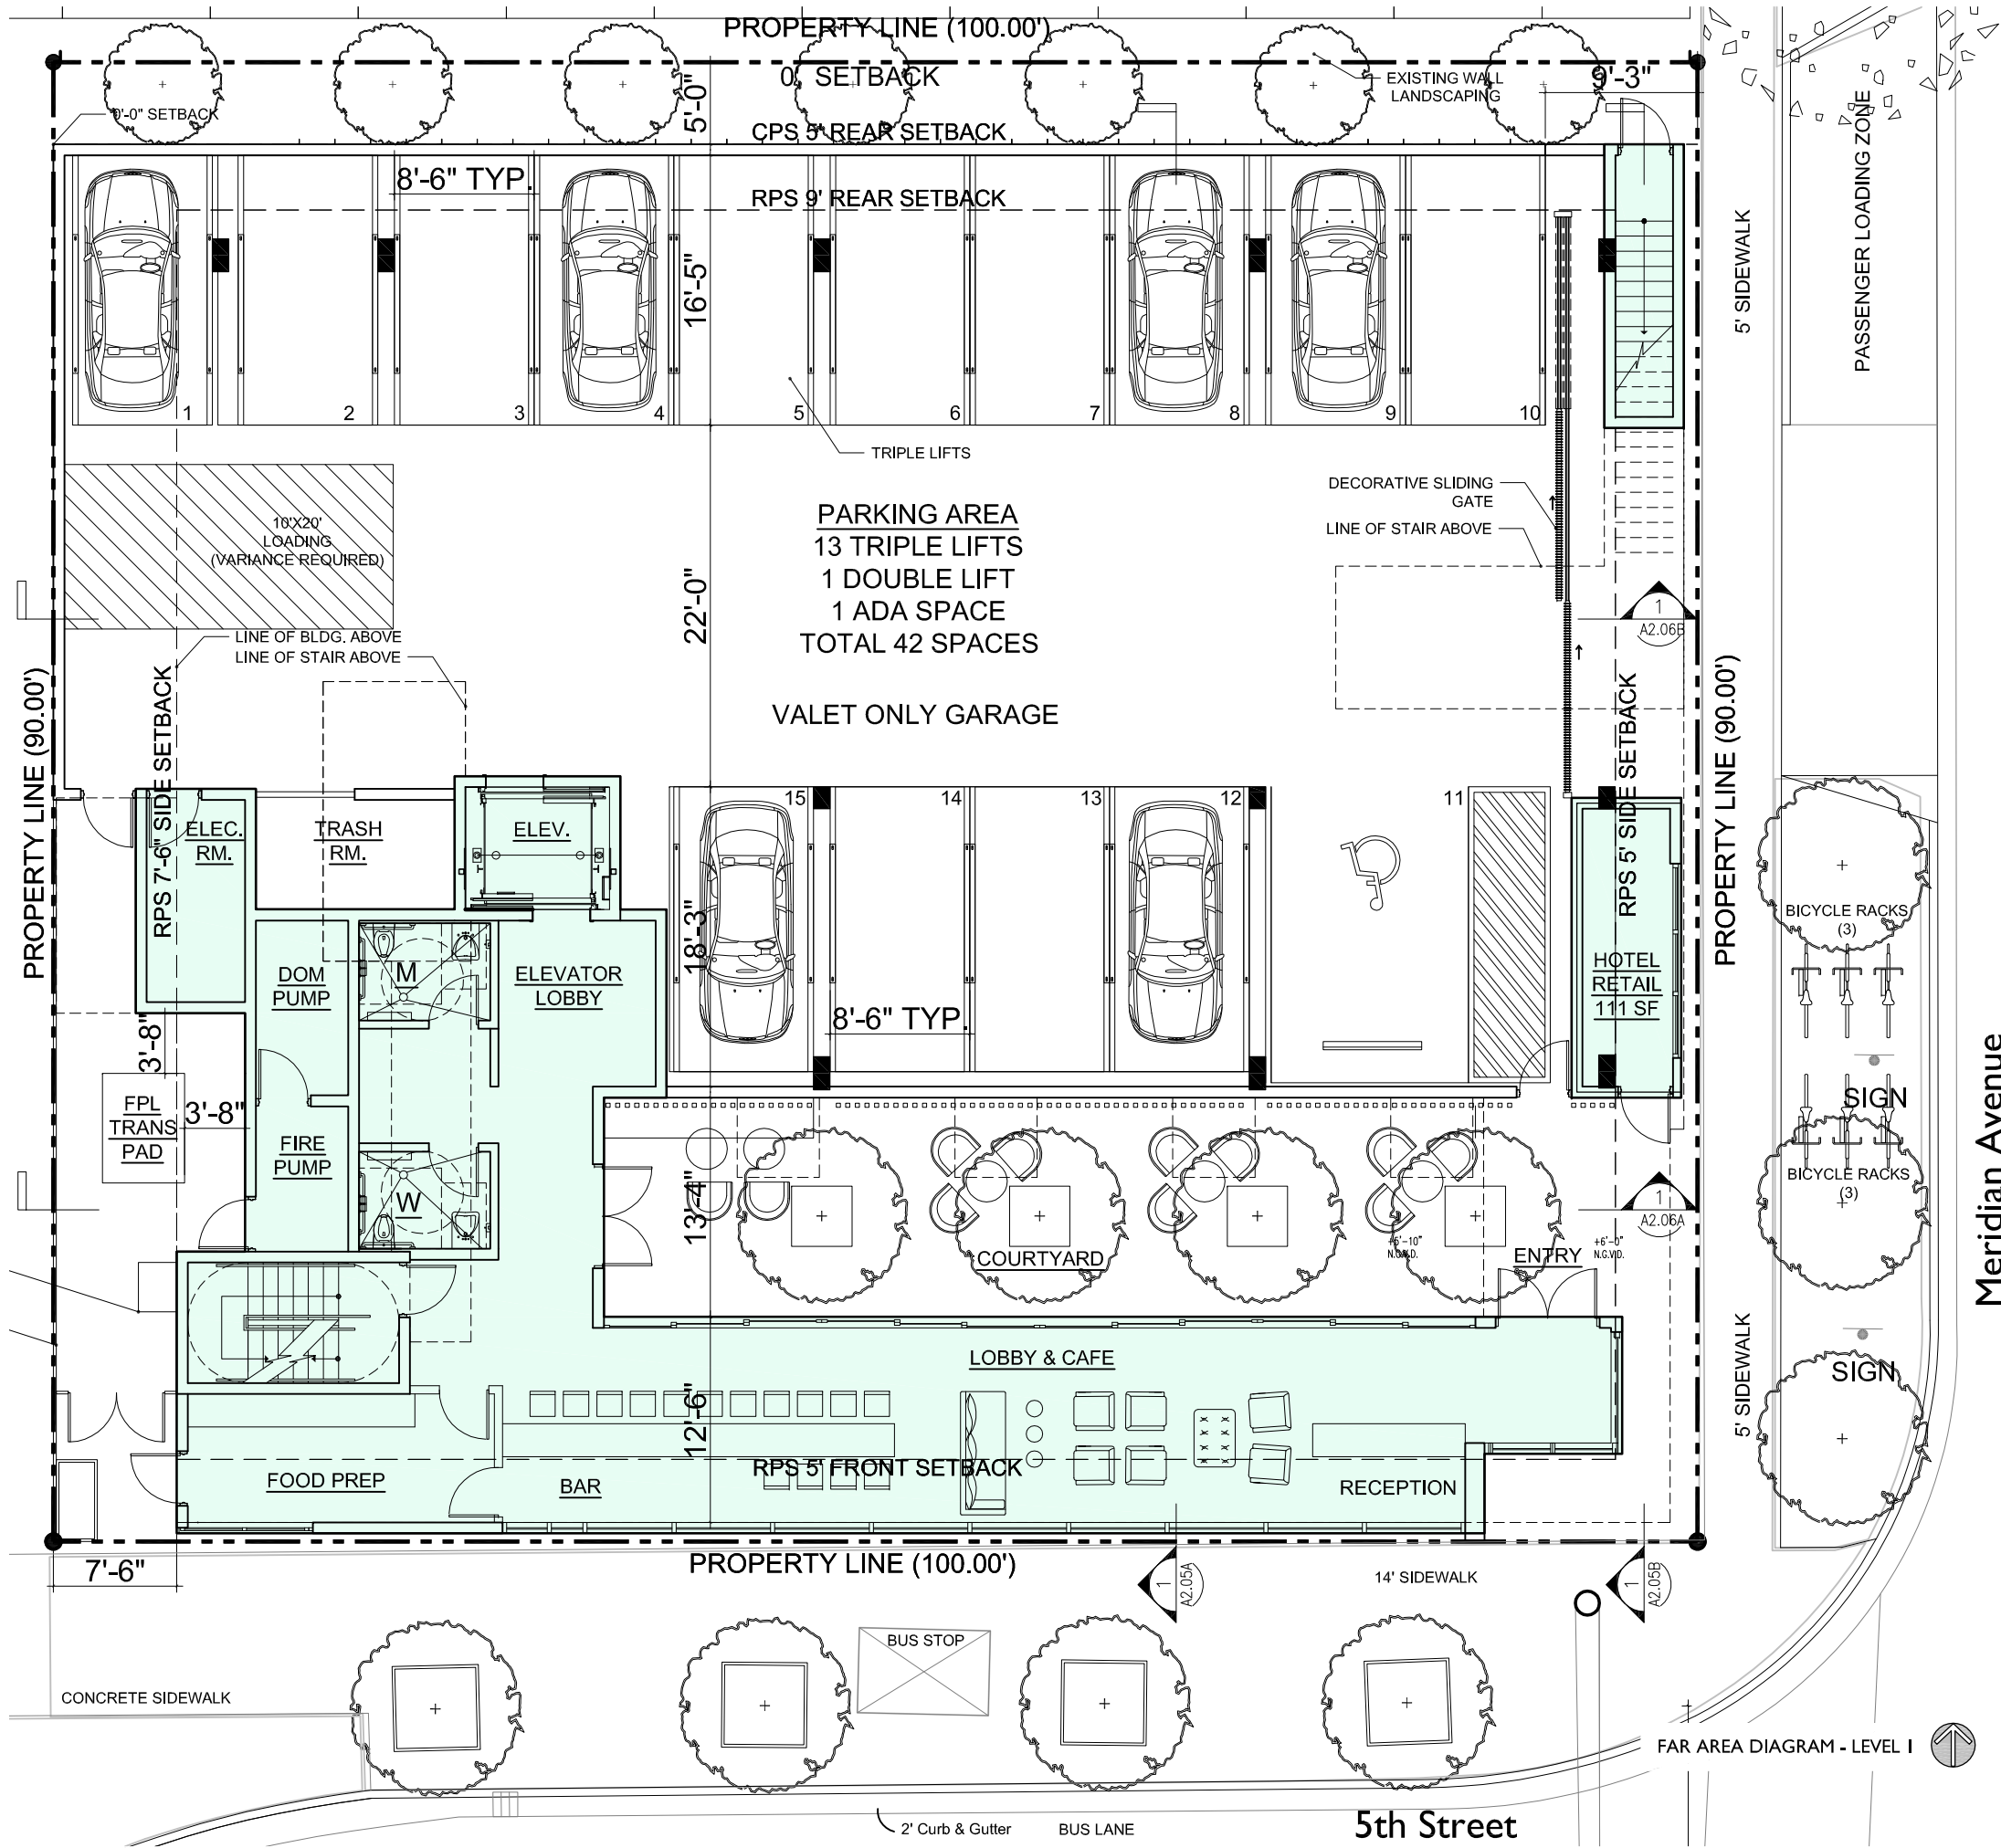 PROPERTY LINE (100.00')
0' SETBACK
EXISTING WALL
LANDSCAPING
9'-3"
5'-0"
CPS 5' REAR SETBACK
8'-6" TYP.
RPS 9' REAR SETBACK
16'-5"
5' SIDEWALK
PASSENGER LOADING ZONE
1
2
3
4
5
6
7
8
9
10
TRIPLE LIFTS
DECORATIVE SLIDING
GATE
LINE OF STAIR ABOVE
10'X20'
LOADING
(VARIANCE REQUIRED)
PARKING AREA
13 TRIPLE LIFTS
1 DOUBLE LIFT
1 ADA SPACE
TOTAL 42 SPACES
VALET ONLY GARAGE
22'-0"
LINE OF BLDG. ABOVE
LINE OF STAIR ABOVE
1
A2.06B
PROPERTY LINE (90.00')
RPS 7'-6" SIDE SETBACK
RPS 5' SIDE SETBACK
PROPERTY LINE (90.00')
15
14
13
12
11
ELEC.
RM.
TRASH
RM.
ELEV.
18'-3"
8'-6" TYP.
DOM
PUMP
M
ELEVATOR
LOBBY
HOTEL
RETAIL
111 SF
BICYCLE RACKS
(3)
3'-8"
FPL
TRANS
PAD
3'-8"
FIRE
PUMP
W
SIGN
BICYCLE RACKS
(3)
Meridian Avenue
13'-4"
COURTYARD
+5'-10"
N.G.V.D.
ENTRY
+6'-0"
N.G.V.D.
1
A2.06A
LOBBY & CAFE
5' SIDEWALK
SIGN
12'-6"
RPS 5' FRONT SETBACK
FOOD PREP
BAR
RECEPTION
7'-6"
PROPERTY LINE (100.00')
1
A2.05A
14' SIDEWALK
1
A2.05B
BUS STOP
CONCRETE SIDEWALK
FAR AREA DIAGRAM - LEVEL 1
2' Curb & Gutter
BUS LANE
5th Street